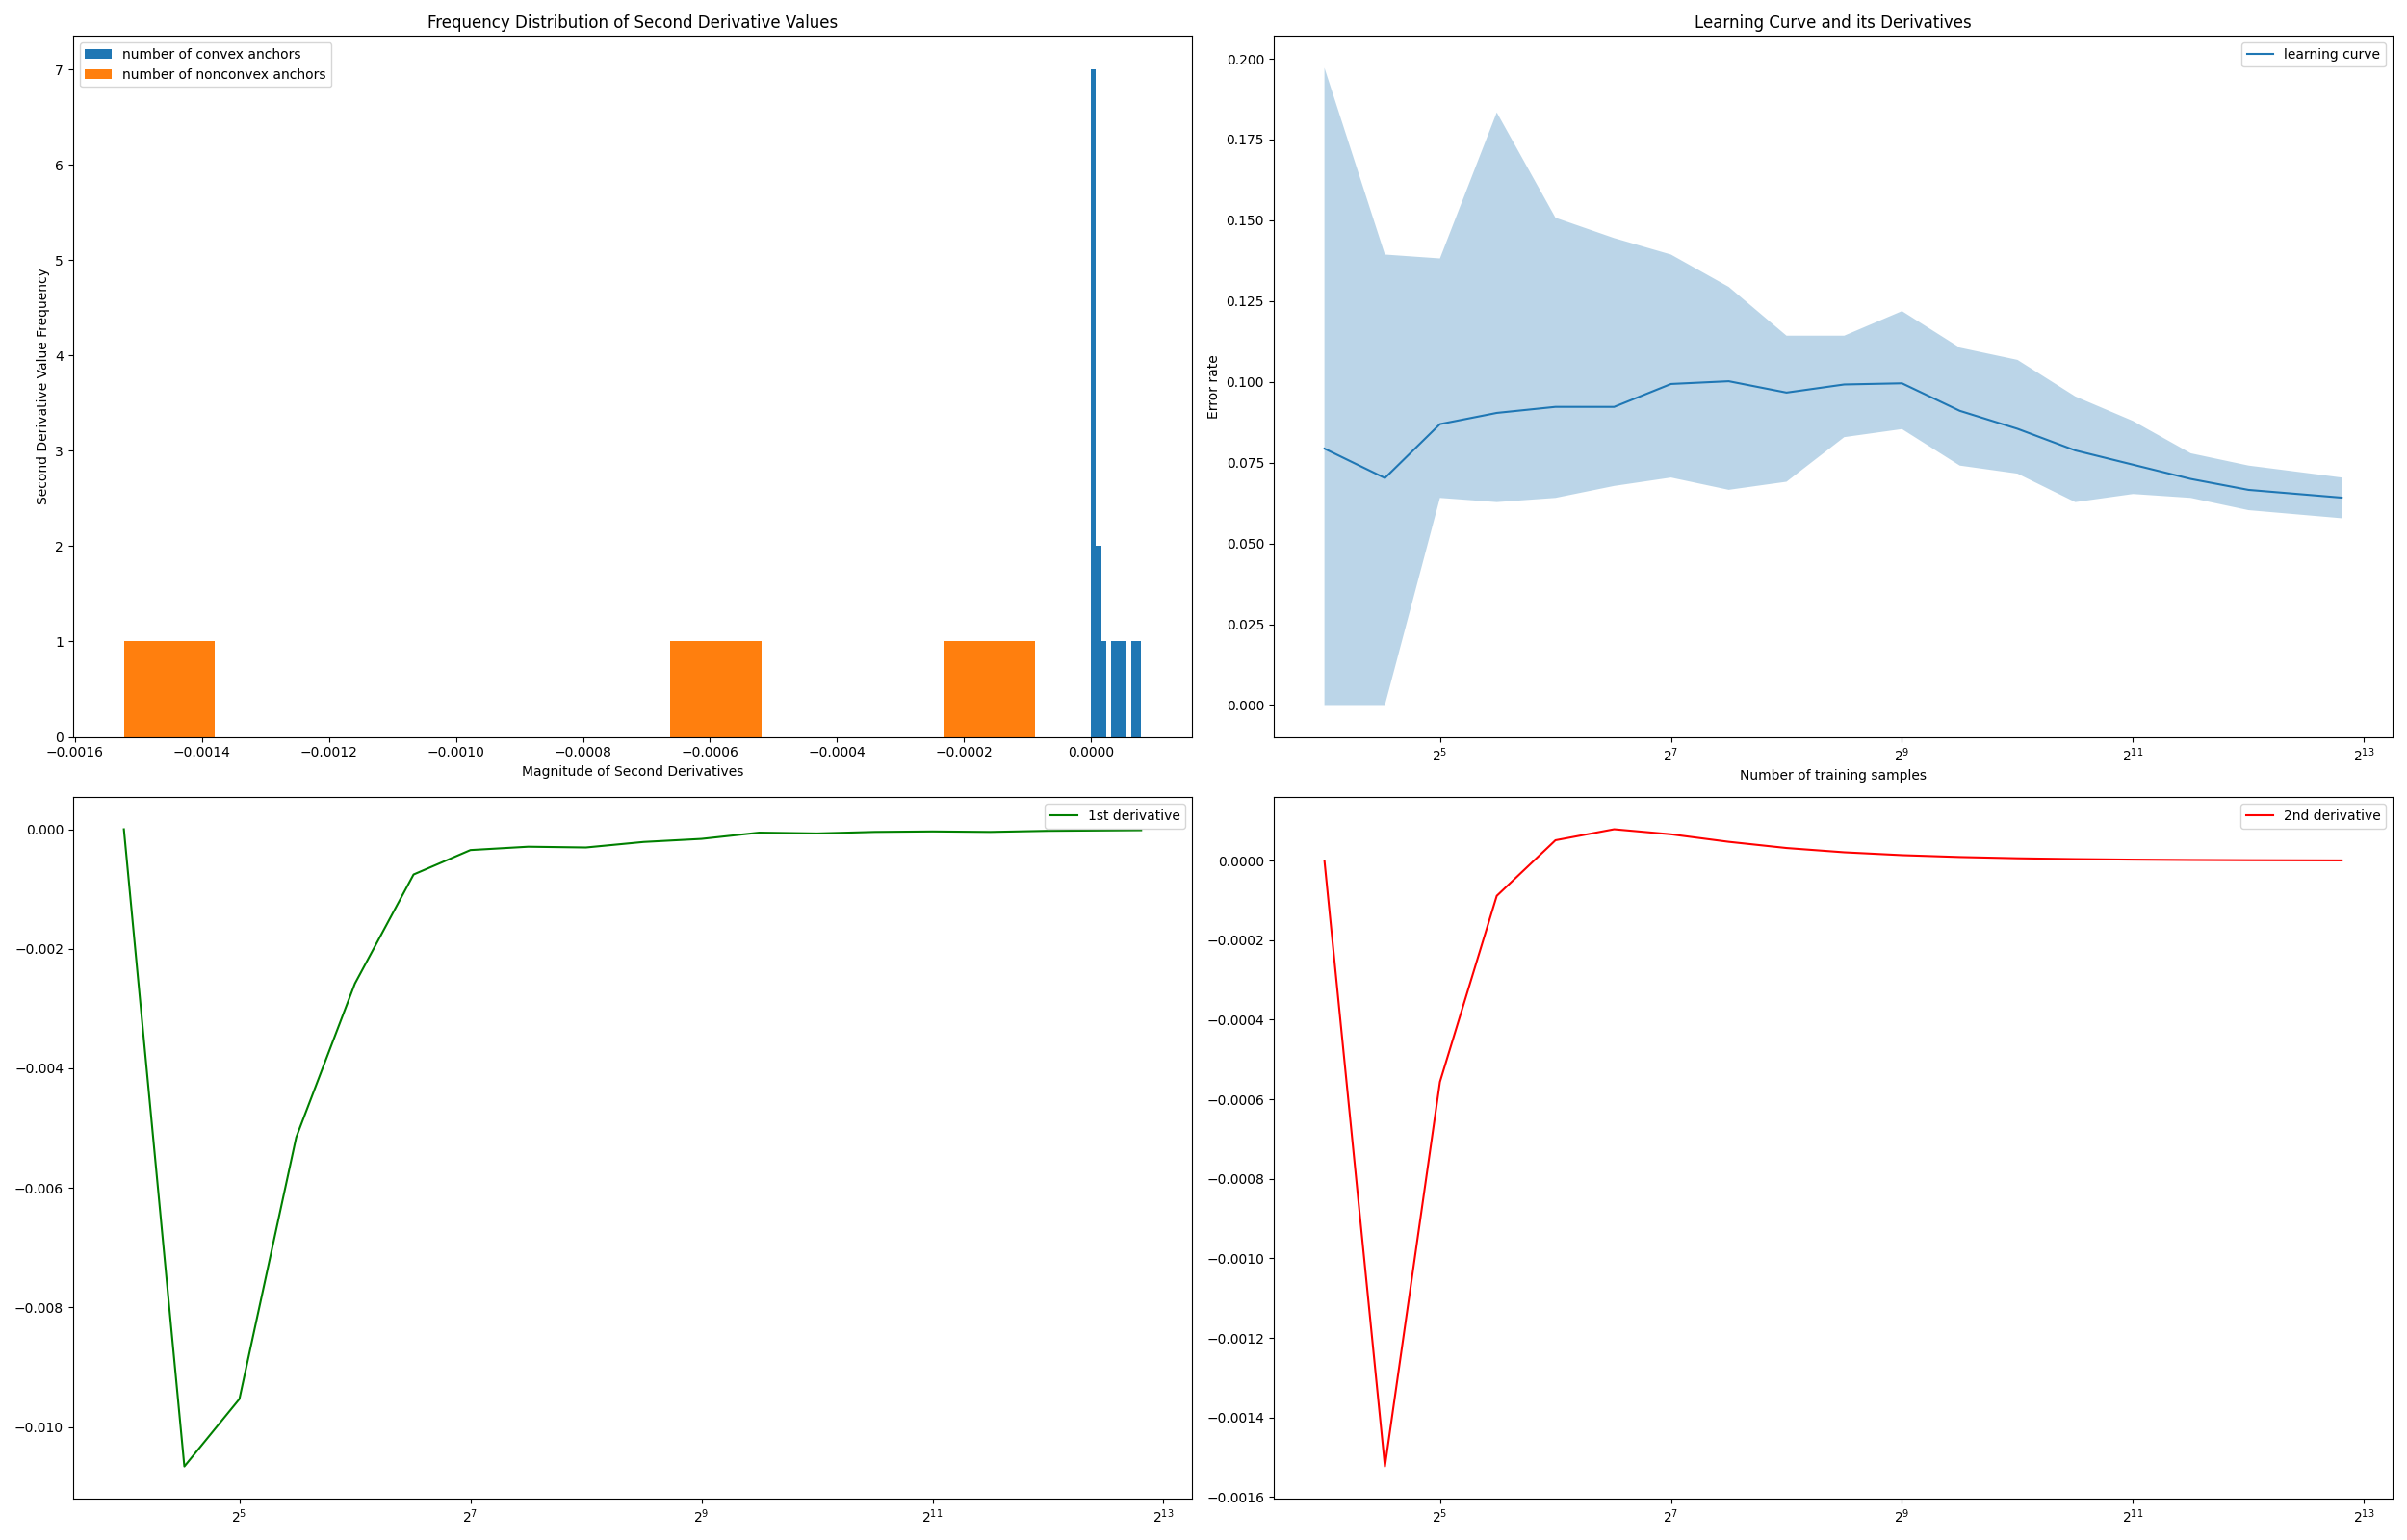 Frequency Distribution of Second Derivative Values
number of convex anchors
number of nonconvex anchors
7
6
5
4
3
2
1
0
Second Derivative Value Frequency
−0.0016 −0.0014 −0.0012 −0.0010 −0.0008 −0.0006 −0.0004 −0.0002 0.0000
Magnitude of Second Derivatives
Learning Curve and its Derivatives
learning curve
0.200
0.175
0.150
0.125
0.100
0.075
0.050
0.025
0.000
Error rate
2^5 2^7 2^9 2^11 2^13
Number of training samples
1st derivative
0.000
−0.002
−0.004
−0.006
−0.008
−0.010
2^5 2^7 2^9 2^11 2^13
2nd derivative
0.0000
−0.0002
−0.0004
−0.0006
−0.0008
−0.0010
−0.0012
−0.0014
−0.0016
2^5 2^7 2^9 2^11 2^13